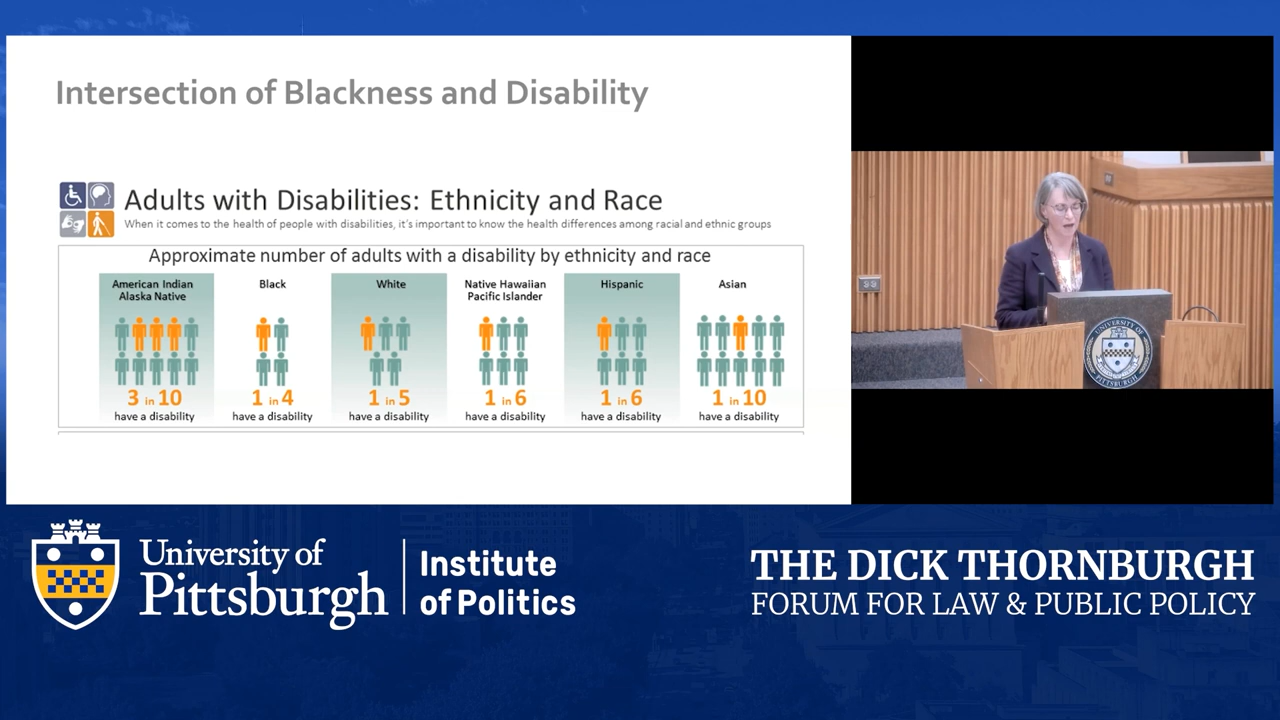 Intersection of Blackness and Disability
Adults with Disabilities: Ethnicity and Race
When it comes to the health of people with disabilities, it's important to know the health differences among racial and ethnic groups
Approximate number of adults with a disability by ethnicity and race
American Indian
Alaska Native
3 in 10
have a disability
Black
1 in 4
have a disability
White
1 in 5
have a disability
Native Hawaiian
Pacific Islander
1 in 6
have a disability
Hispanic
1 in 6
have a disability
Asian
1 in 10
have a disability
UNIVERSITY OF
PITTSBURGH
University of
Pittsburgh
Institute
of Politics
THE DICK THORNBURGH
FORUM FOR LAW & PUBLIC POLICY